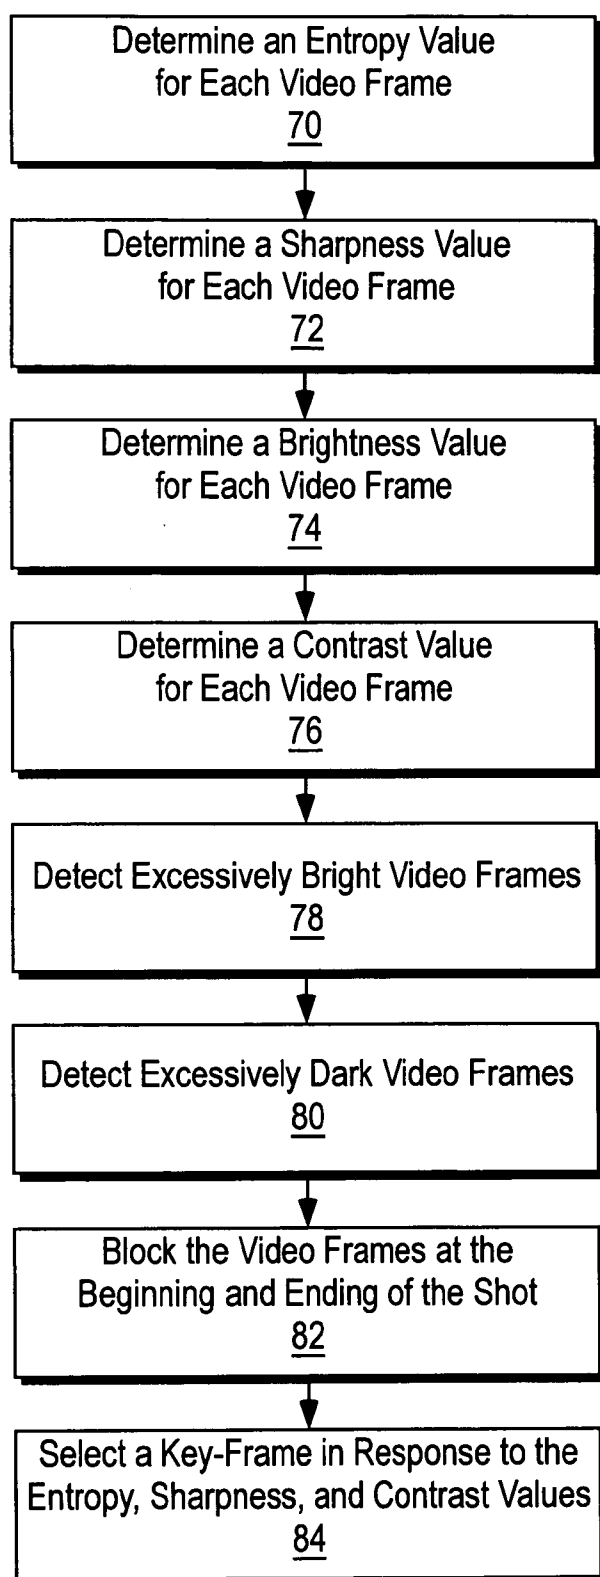 Determine an Entropy Value
for Each Video Frame
70
Determine a Sharpness Value
for Each Video Frame
72
Determine a Brightness Value
for Each Video Frame
74
Determine a Contrast Value
for Each Video Frame
76
Detect Excessively Bright Video Frames
78
Detect Excessively Dark Video Frames
80
Block the Video Frames at the
Beginning and Ending of the Shot
82
Select a Key-Frame in Response to the
Entropy, Sharpness, and Contrast Values
84